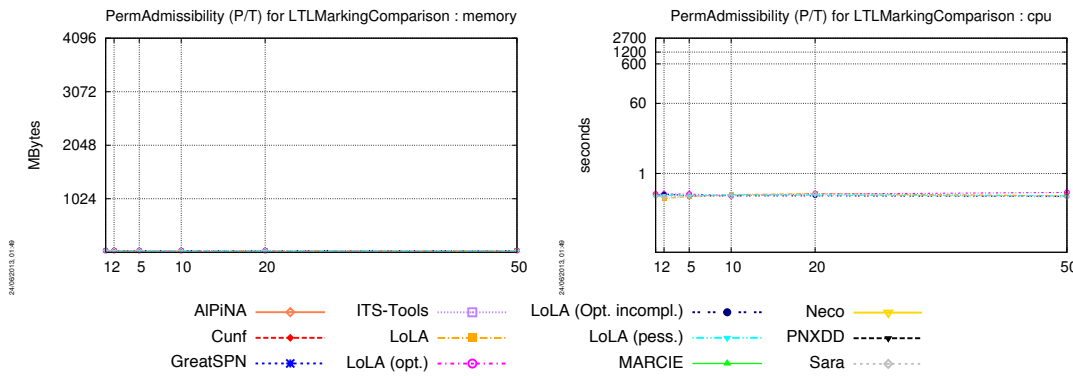 PermAdmissibility (P/T) for LTLMarkingComparison : memory
4096
3072
2048
1024
MBytes
1 2 5 10 20 50
24/06/2013, 01:49
PermAdmissibility (P/T) for LTLMarkingComparison : cpu
2700
1200
600
60
1
seconds
1 2 5 10 20 50
24/06/2013, 01:49
AlPiNA ITS-Tools LoLA (Opt. incompl.) Neco
Cunf LoLA LoLA (pess.) PNXDD
GreatSPN LoLA (opt.) MARCIE Sara